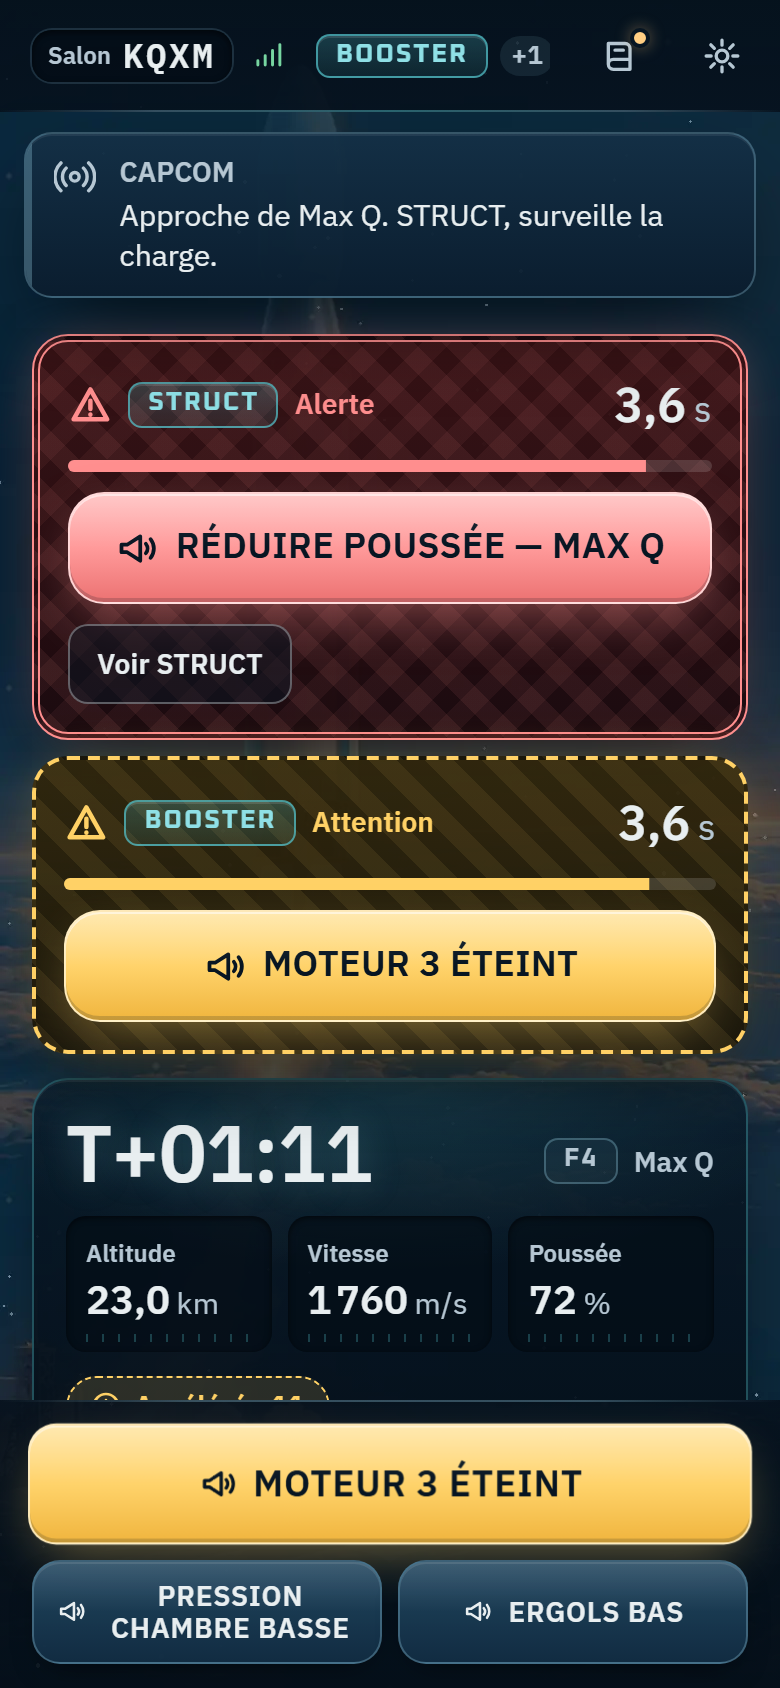 Salon KQXM BOOSTER +1
CAPCOM
Approche de Max Q. STRUCT, surveille la
charge.
STRUCT Alerte 3,6 s
RÉDUIRE POUSSÉE — MAX Q
Voir STRUCT
BOOSTER Attention 3,6 s
MOTEUR 3 ÉTEINT
T+01:11 F4 Max Q
Altitude Vitesse Poussée
23,0 km 1 760 m/s 72 %
MOTEUR 3 ÉTEINT
PRESSION
CHAMBRE BASSE
ERGOLS BAS